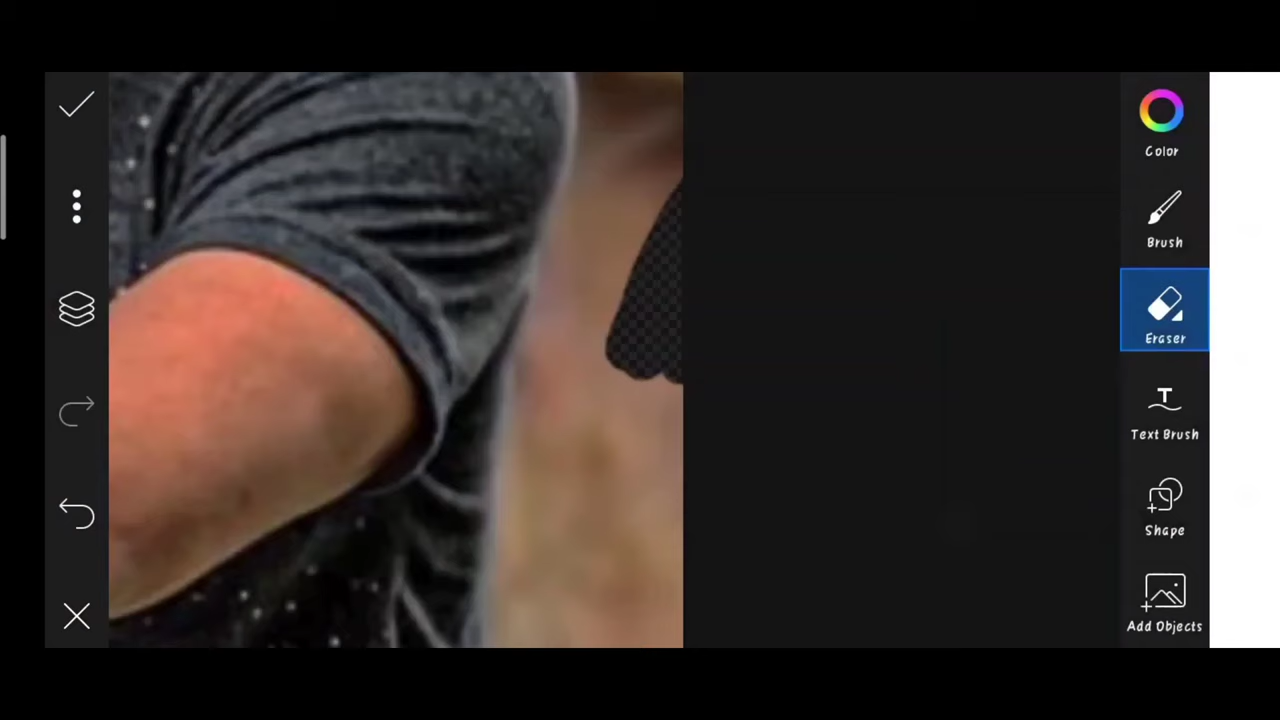 Color
Brush
Eraser
Text Brush
Shape
Add Objects